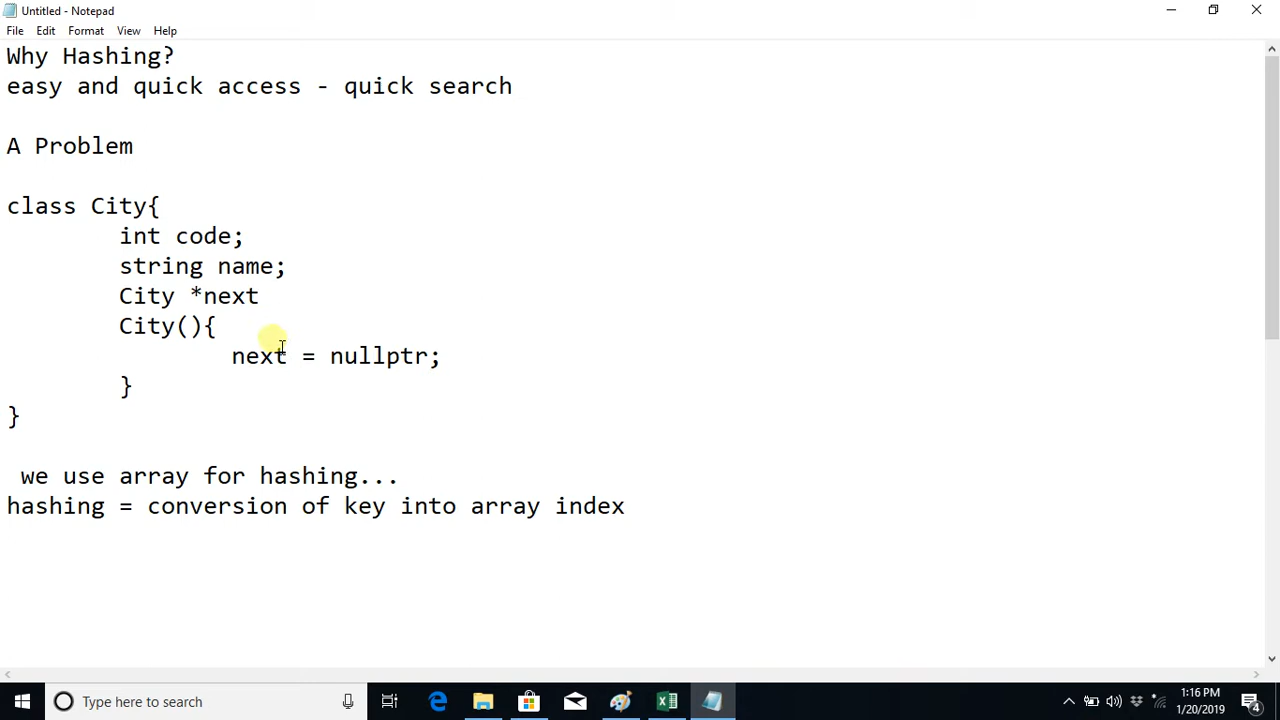 Untitled - Notepad
File Edit Format View Help
Why Hashing?
easy and quick access - quick search
A Problem
class City{
int code;
string name;
City *next
City(){
next = nullptr;
}
}
we use array for hashing...
hashing = conversion of key into array index
Type here to search
1:16 PM
1/20/2019
4